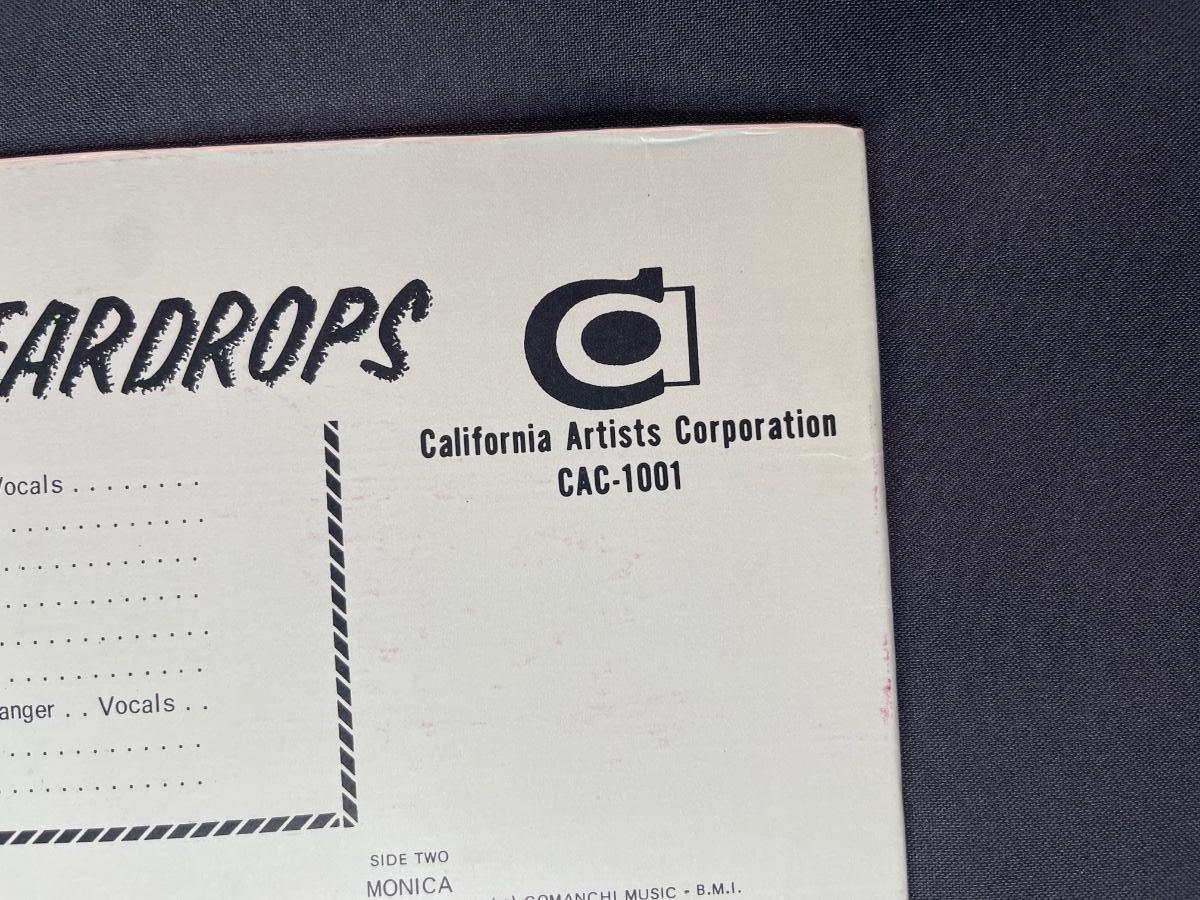 EARDROPS
California Artists Corporation
CAC-1001
Vocals . . . . . . . .
. . . . . . . . . . . .
. . . . . . . . . . . .
. . . . . . . . . . . .
. . . . . . . . . . . .
. . . . . . . . . . . .
anger . . Vocals . .
. . . . . . . . . . . .
. . . . . . . . . . . .
SIDE TWO
MONICA
COMANCHI MUSIC - B.M.I.